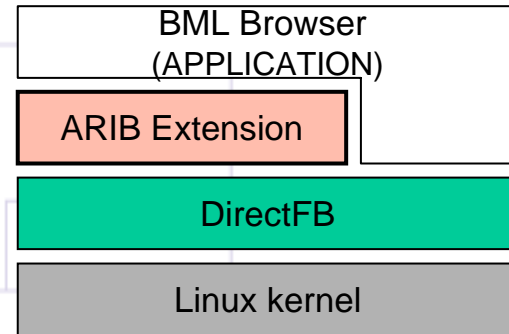 BML Browser
(APPLICATION)
ARIB Extension
DirectFB
Linux kernel